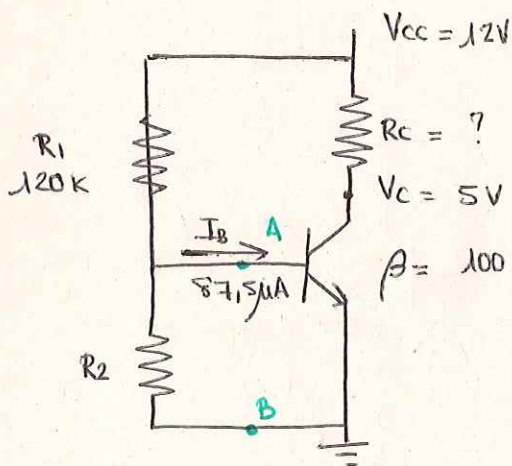 Vcc = 12V
R1
120K
Rc = ?
Vc = 5V
IB
A
87,5µA
β = 100
R2
B